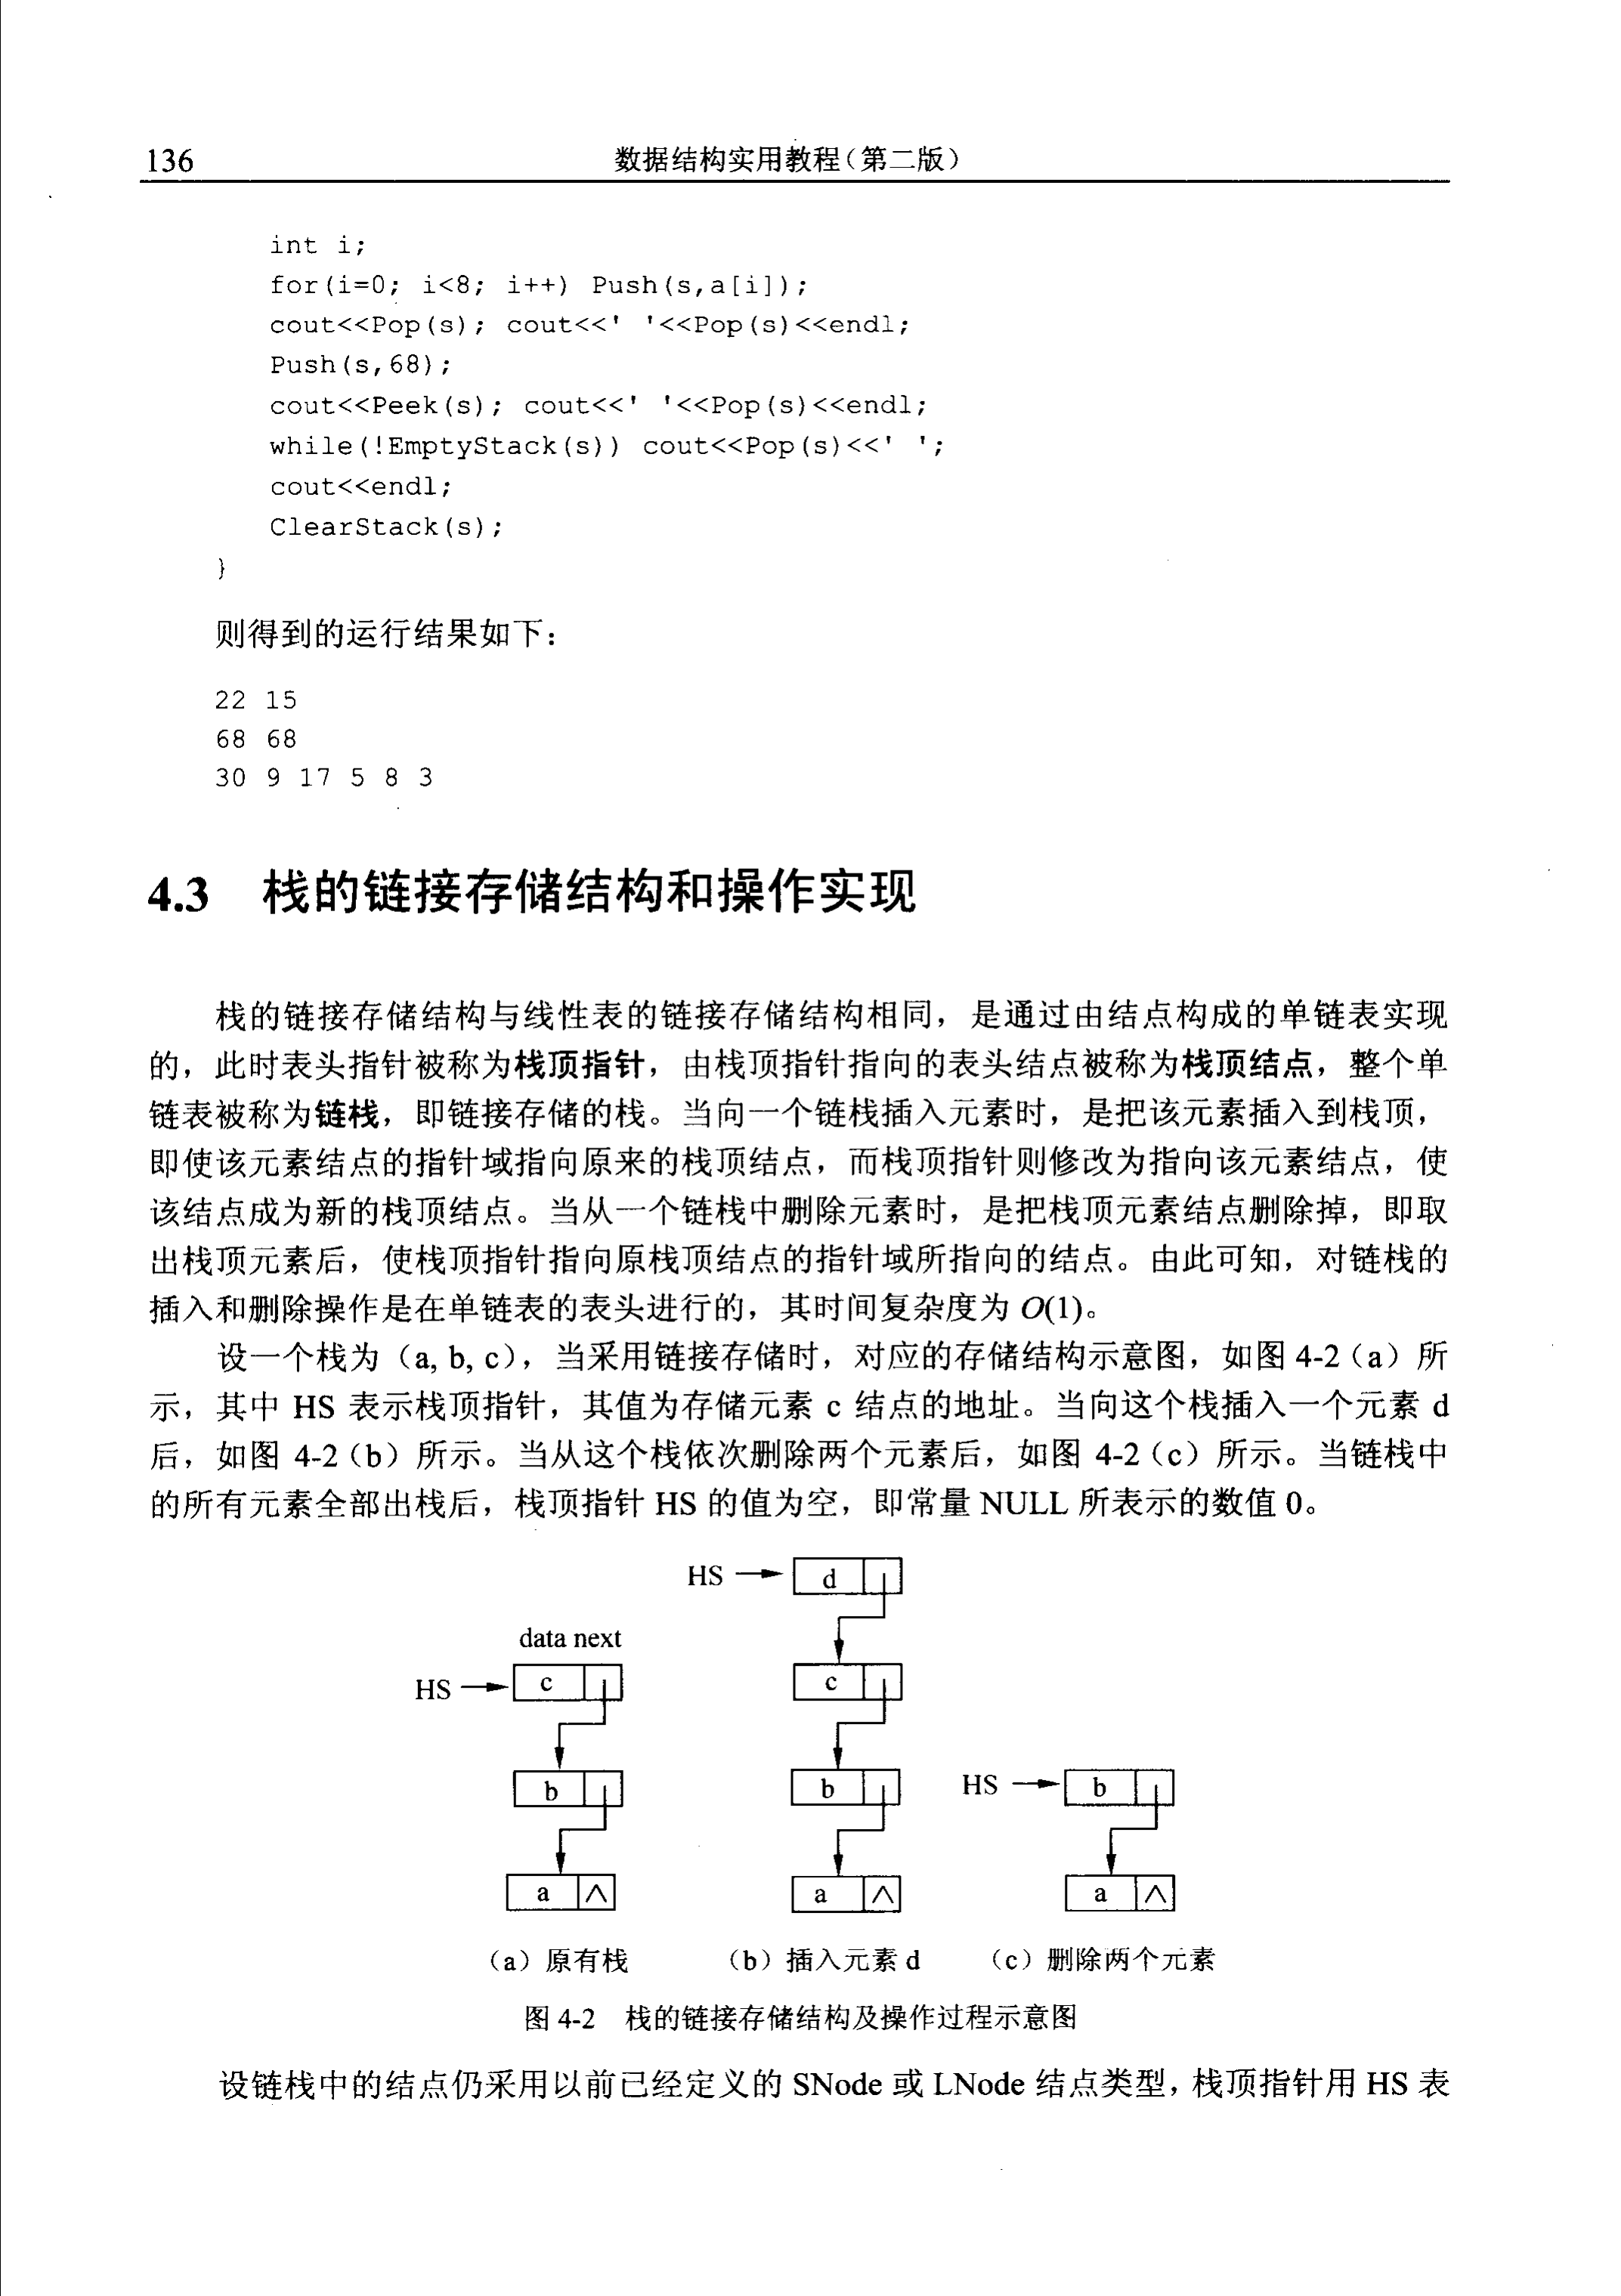 136 数据结构实用教程(第二版)
int i;
for(i=0; i<8; i++) Push(s,a[i]);
cout<<Pop(s); cout<<' '<<Pop(s)<<endl;
Push(s,68);
cout<<Peek(s); cout<<' '<<Pop(s)<<endl;
while(!EmptyStack(s)) cout<<Pop(s)<<' ';
cout<<endl;
ClearStack(s);
}
则得到的运行结果如下：
22 15
68 68
30 9 17 5 8 3
4.3 栈的链接存储结构和操作实现
栈的链接存储结构与线性表的链接存储结构相同，是通过由结点构成的单链表实现
的，此时表头指针被称为栈顶指针，由栈顶指针指向的表头结点被称为栈顶结点，整个单
链表被称为链栈，即链接存储的栈。当向一个链栈插入元素时，是把该元素插入到栈顶，
即使该元素结点的指针域指向原来的栈顶结点，而栈顶指针则修改为指向该元素结点，使
该结点成为新的栈顶结点。当从一个链栈中删除元素时，是把栈顶元素结点删除掉，即取
出栈顶元素后，使栈顶指针指向原栈顶结点的指针域所指向的结点。由此可知，对链栈的
插入和删除操作是在单链表的表头进行的，其时间复杂度为 O(1)。
设一个栈为（a, b, c），当采用链接存储时，对应的存储结构示意图，如图 4-2（a）所
示，其中 HS 表示栈顶指针，其值为存储元素 c 结点的地址。当向这个栈插入一个元素 d
后，如图 4-2（b）所示。当从这个栈依次删除两个元素后，如图 4-2（c）所示。当链栈中
的所有元素全部出栈后，栈顶指针 HS 的值为空，即常量 NULL 所表示的数值 0。
HS d
data next
HS c c
b b HS b
a ∧ a ∧ a ∧
（a）原有栈 （b）插入元素 d （c）删除两个元素
图 4-2 栈的链接存储结构及操作过程示意图
设链栈中的结点仍采用以前已经定义的 SNode 或 LNode 结点类型，栈顶指针用 HS 表